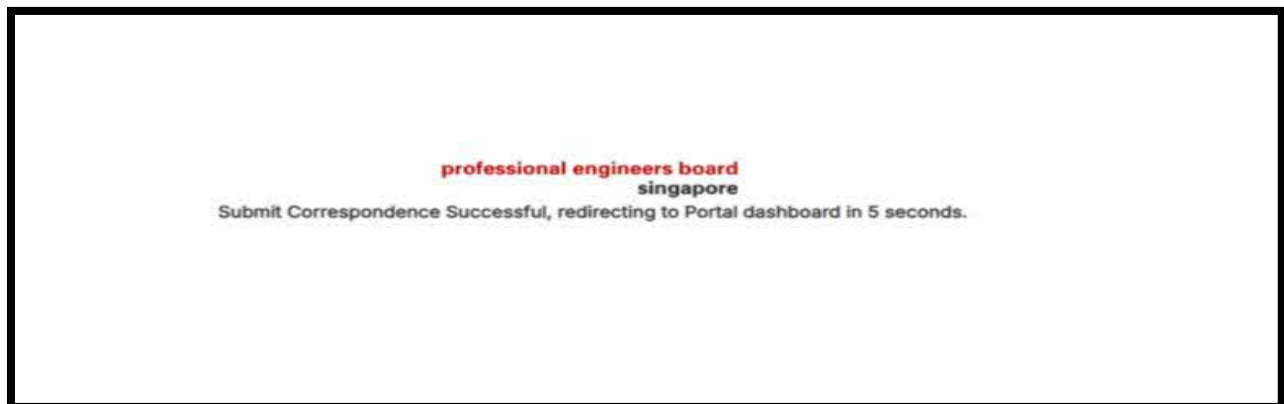 professional engineers board
singapore
Submit Correspondence Successful, redirecting to Portal dashboard in 5 seconds.